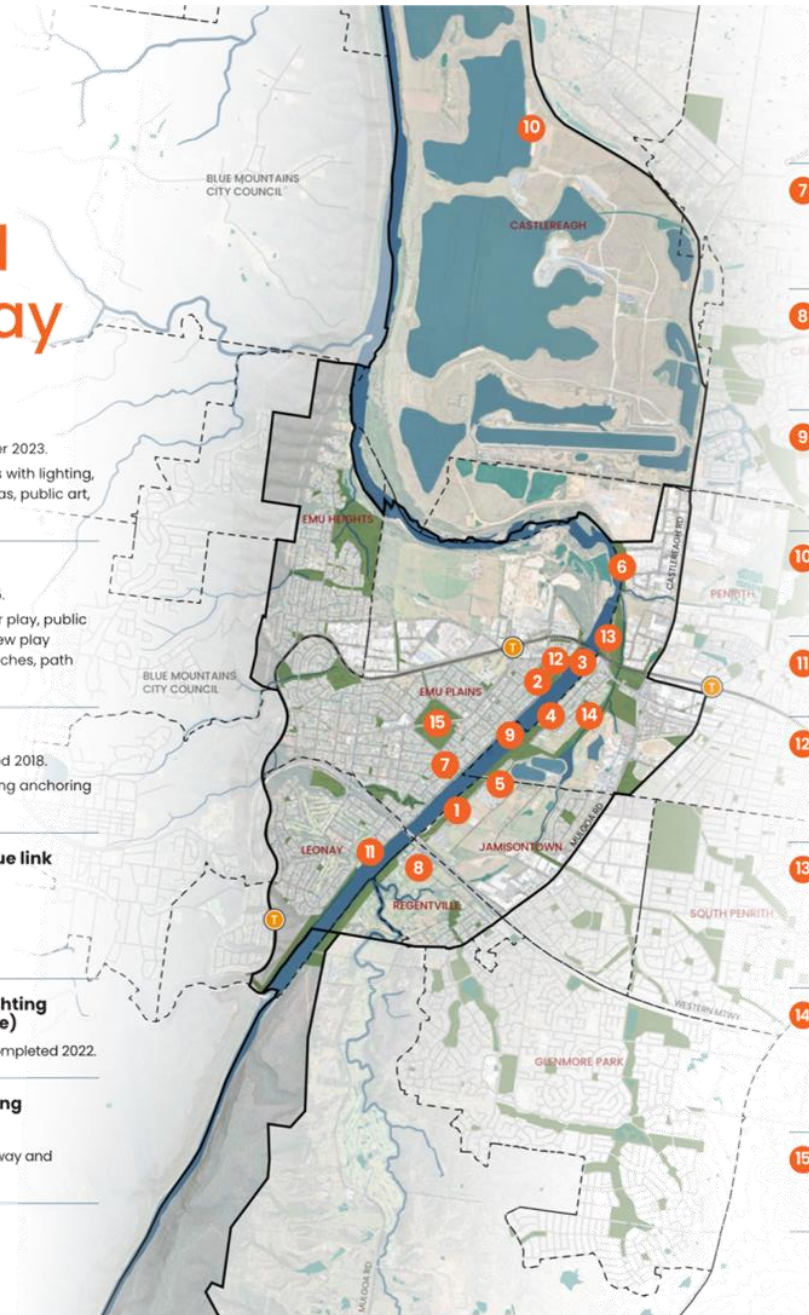 l
ay
er 2023.
s with lighting,
as, public art,
r play, public
ew play
ches, path
ed 2018.
ng anchoring
ue link
hting
e)
ompleted 2022.
ng
way and
BLUE MOUNTAINS
CITY COUNCIL
10
CASTLEREAGH
EMU HEIGHTS
CASTLEREAGH RD
6
PENRITH
13
T
12
3
2
T
BLUE MOUNTAINS
CITY COUNCIL
EMU PLAINS
15
4
14
9
7
5
1
MULGOA RD
LEONAY
11
JAMISONTOWN
8
REGENTVILLE
T
SOUTH PENRITH
WESTERN MTWY
GLENMORE PARK
MULGOA RD
7
8
9
10
11
12
13
14
15